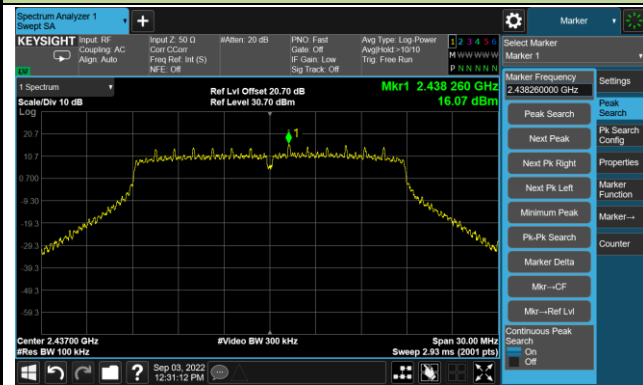 Spectrum Analyzer 1
Swept SA
Marker
KEYSIGHT
Input: RF
Coupling: AC
Align: Auto
Input Z: 50 Ω
Corr CCorr
Freq Ref: Int (S)
NFE: Off
#Atten: 20 dB
PNO: Fast
Gate: Off
IF Gain: Low
Sig Track: Off
Avg Type: Log-Power
Avg|Hold:>10/10
Trig: Free Run
1 2 3 4 5 6
M W W W W W
P N N N N N
LXI
Select Marker
Marker 1
1 Spectrum
Scale/Div 10 dB
Log
Ref Lvl Offset 20.70 dB
Ref Level 30.70 dBm
Mkr1 2.438 260 GHz
16.07 dBm
1
20.7
10.7
0.700
-9.30
-19.3
-29.3
-39.3
-49.3
-59.3
Center 2.43700 GHz
#Res BW 100 kHz
#Video BW 300 kHz
Span 30.00 MHz
Sweep 2.93 ms (2001 pts)
Marker Frequency
2.438260000 GHz
Peak Search
Next Peak
Next Pk Right
Next Pk Left
Minimum Peak
Pk-Pk Search
Marker Delta
Mkr→CF
Mkr→Ref Lvl
Continuous Peak
Search
On
Off
Settings
Peak
Search
Pk Search
Config
Properties
Marker
Function
Marker→
Counter
Sep 03, 2022
12:31:12 PM